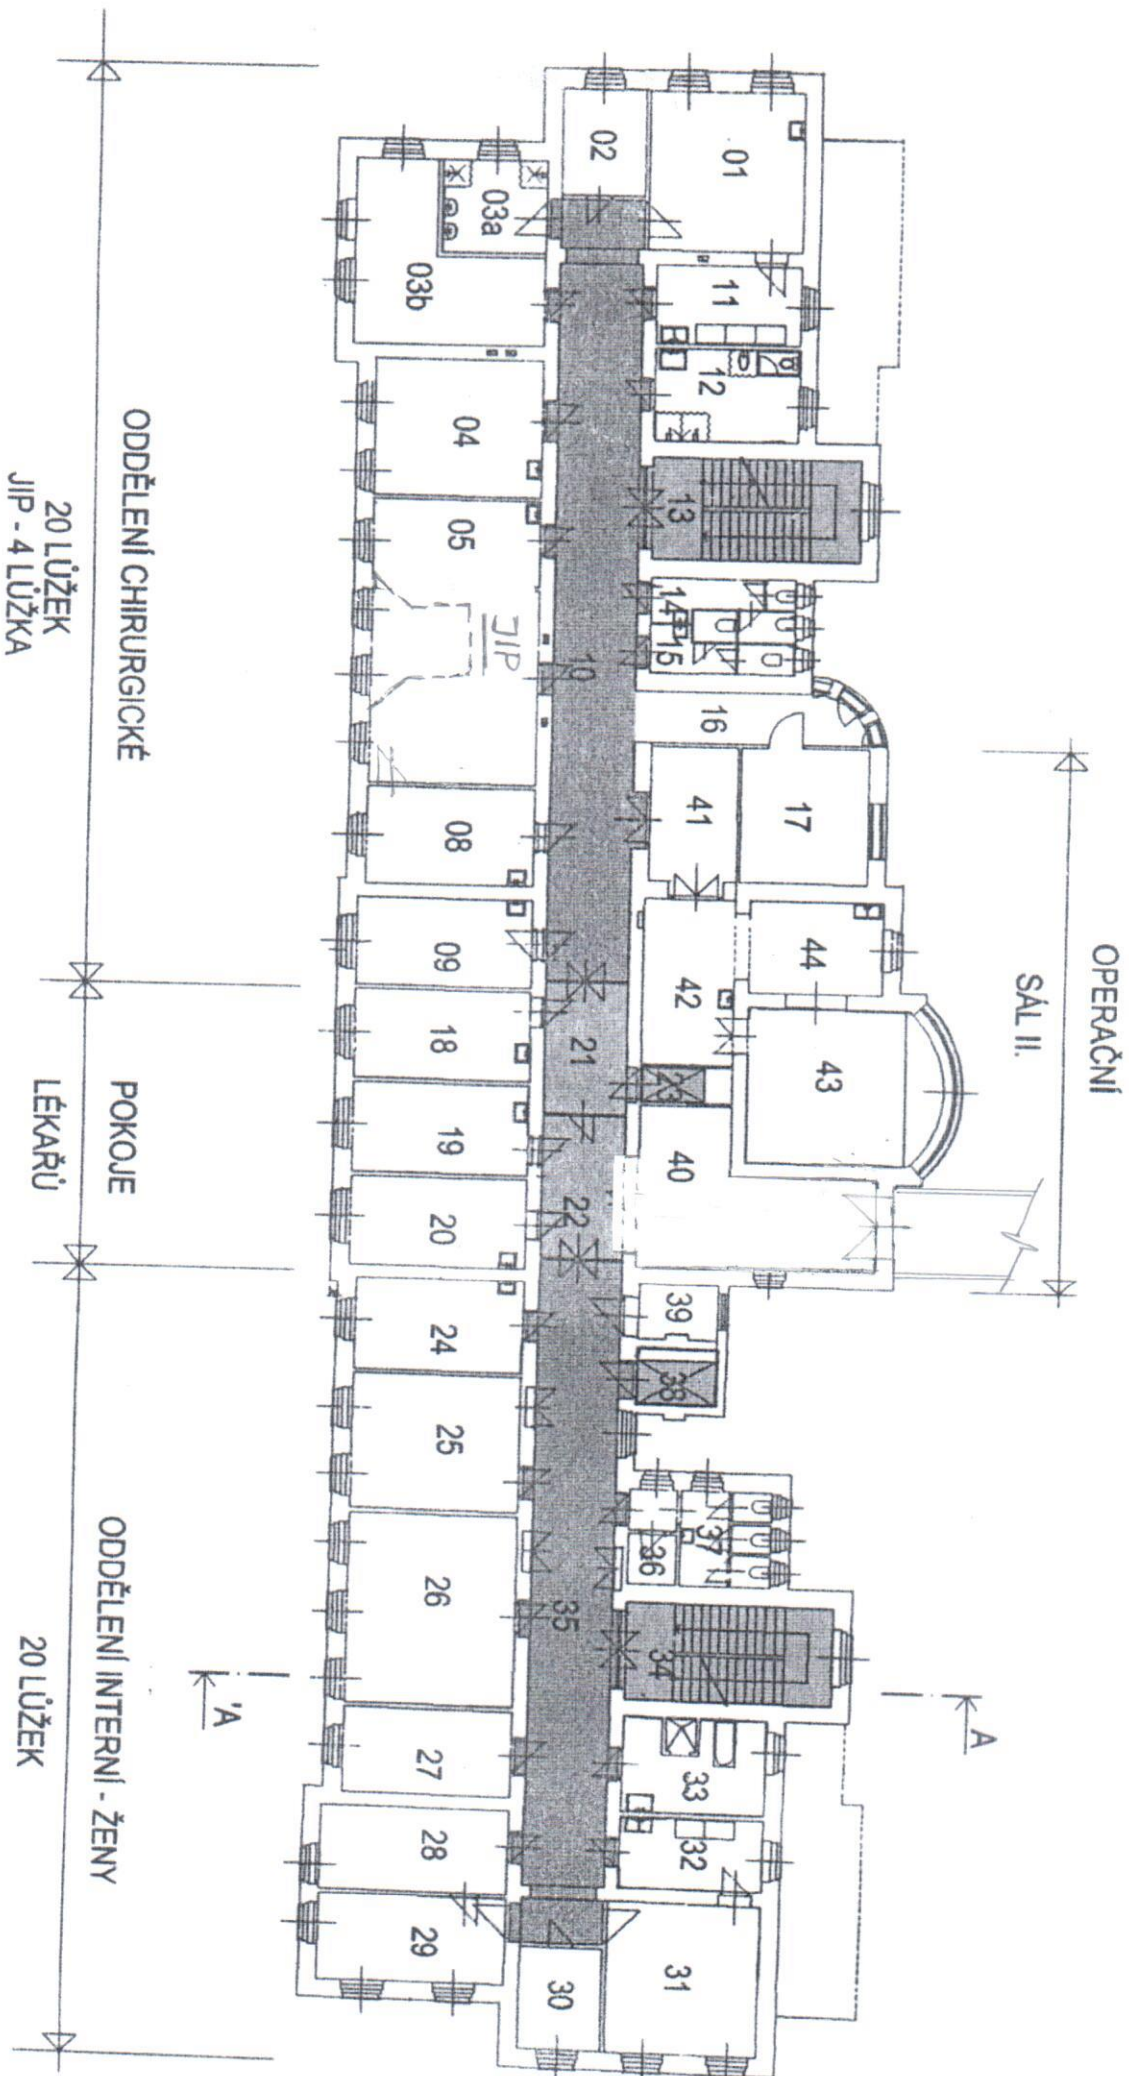 OPERAČNÍ
SÁL II.
01
02
03a
03b
11
12
04
13
05
JIP
10
14
15
16
17
41
08
09
44
42
43
18
21
23
19
40
20
22
39
24
38
25
37
36
26
35
34
A
'A
27
33
28
32
29
30
31
ODDĚLENÍ CHIRURGICKÉ
20 LŮŽEK
JIP - 4 LŮŽKA
POKOJE
LÉKAŘŮ
ODDĚLENÍ INTERNÍ - ŽENY
20 LŮŽEK